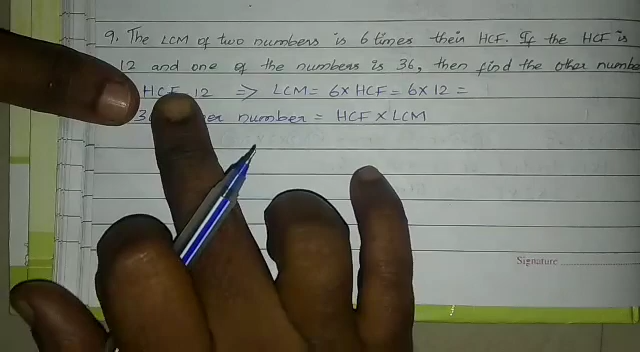 9. The LCM of two numbers is 6 times their HCF. If the HCF is
12 and one of the numbers is 36, then find the other numbe
HCF 12 ⇒ LCM = 6 × HCF = 6 × 12 =
3 number = HCF × LCM
Signature